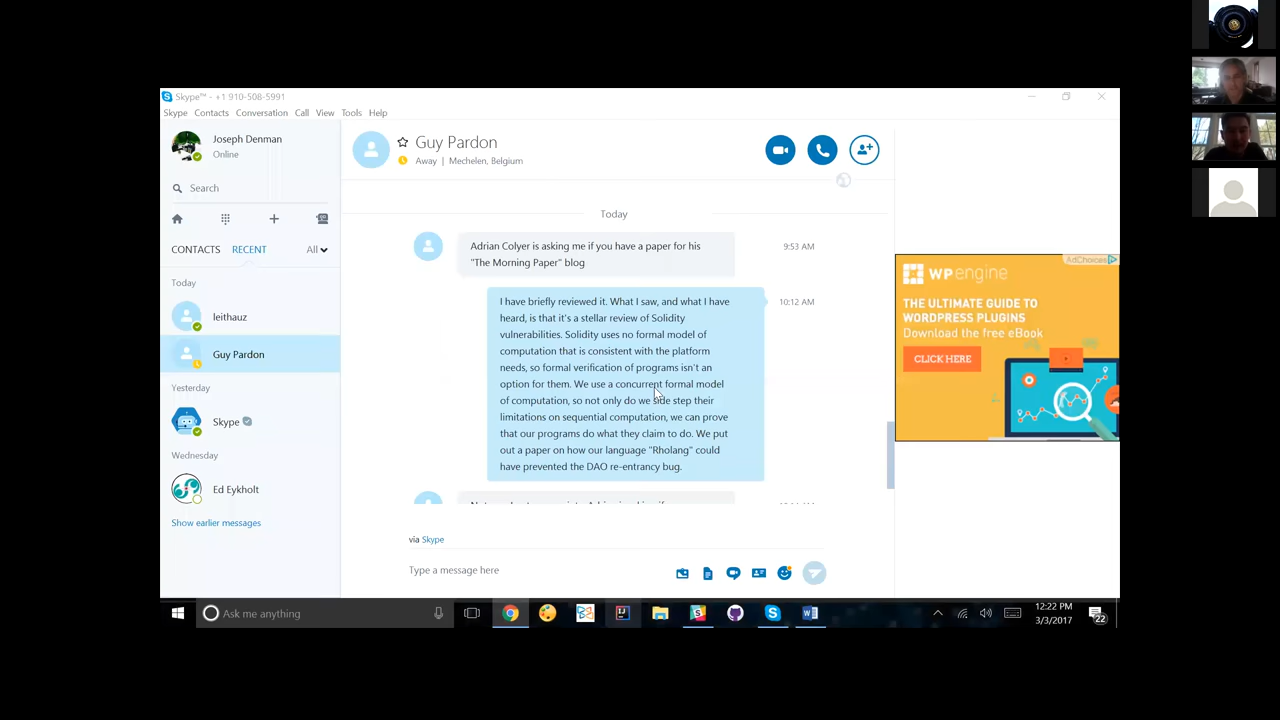 Skype™ - +1 910-508-5991
Skype Contacts Conversation Call View Tools Help
Joseph Denman
Online
Search
CONTACTS RECENT All
Today
leithauz
Guy Pardon
Yesterday
Skype
Wednesday
Ed Eykholt
Show earlier messages
Guy Pardon
Away | Mechelen, Belgium
Today
Adrian Colyer is asking me if you have a paper for his
"The Morning Paper" blog
9:53 AM
I have briefly reviewed it. What I saw, and what I have
heard, is that it's a stellar review of Solidity
vulnerabilities. Solidity uses no formal model of
computation that is consistent with the platform
needs, so formal verification of programs isn't an
option for them. We use a concurrent formal model
of computation, so not only do we side step their
limitations on sequential computation, we can prove
that our programs do what they claim to do. We put
out a paper on how our language "Rholang" could
have prevented the DAO re-entrancy bug.
10:12 AM
via Skype
Type a message here
AdChoices
WP engine
THE ULTIMATE GUIDE TO
WORDPRESS PLUGINS
Download the free eBook
CLICK HERE
Ask me anything
12:22 PM
3/3/2017
22